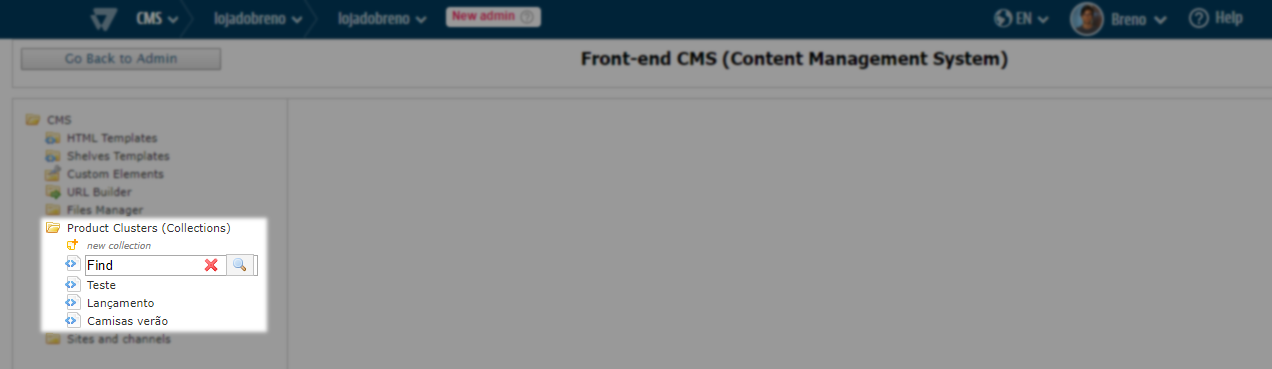 CMS lojadobreno lojadobreno New admin EN Breno Help
Go Back to Admin
Front-end CMS (Content Management System)
CMS
HTML Templates
Shelves Templates
Custom Elements
URL Builder
Files Manager
Product Clusters (Collections)
new collection
Find
Teste
Lançamento
Camisas verão
Sites and channels